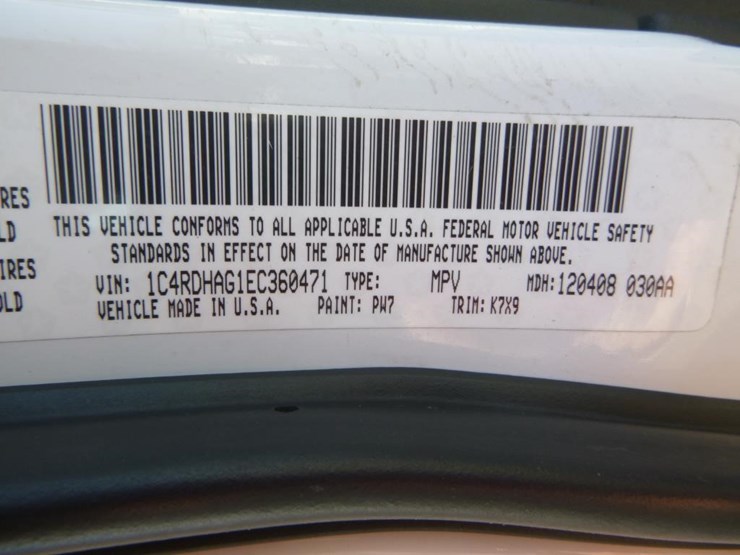 RES
LD
IRES
OLD
THIS VEHICLE CONFORMS TO ALL APPLICABLE U.S.A. FEDERAL MOTOR VEHICLE SAFETY
STANDARDS IN EFFECT ON THE DATE OF MANUFACTURE SHOWN ABOVE.
VIN: 1C4RDHAG1EC360471 TYPE: MPV MDH:120408 030AA
VEHICLE MADE IN U.S.A. PAINT: PW7 TRIM: K7X9